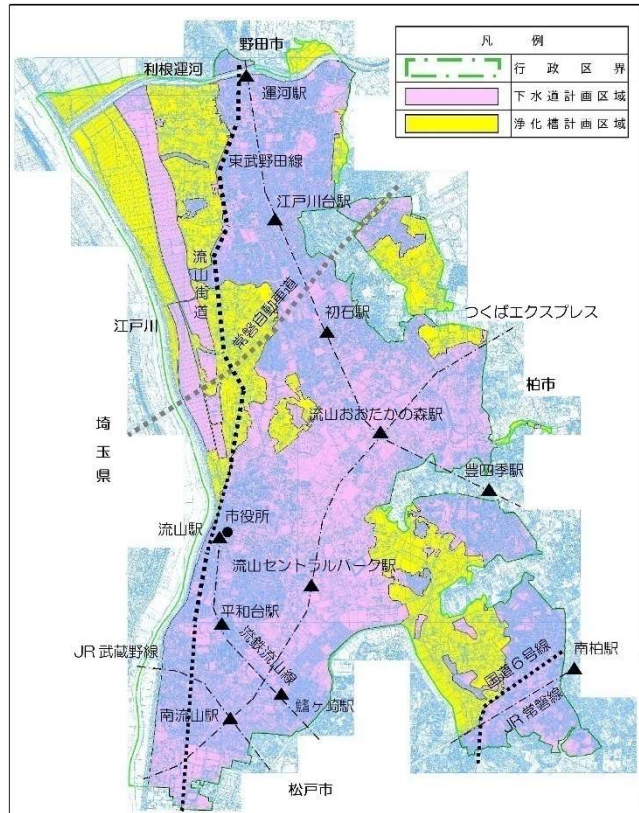 凡例
行政区界
下水道計画区域
浄化槽計画区域
野田市
利根運河
運河駅
東武野田線
江戸川台駅
流山街道
常磐自動車道
初石駅
つくばエクスプレス
江戸川
柏市
流山おおたかの森駅
埼玉県
豊四季駅
市役所
流山駅
流山セントラルパーク駅
平和台駅
JR武蔵野線
流鉄流山線
国道6号線
南柏駅
鰭ヶ崎駅
JR常磐線
南流山駅
松戸市